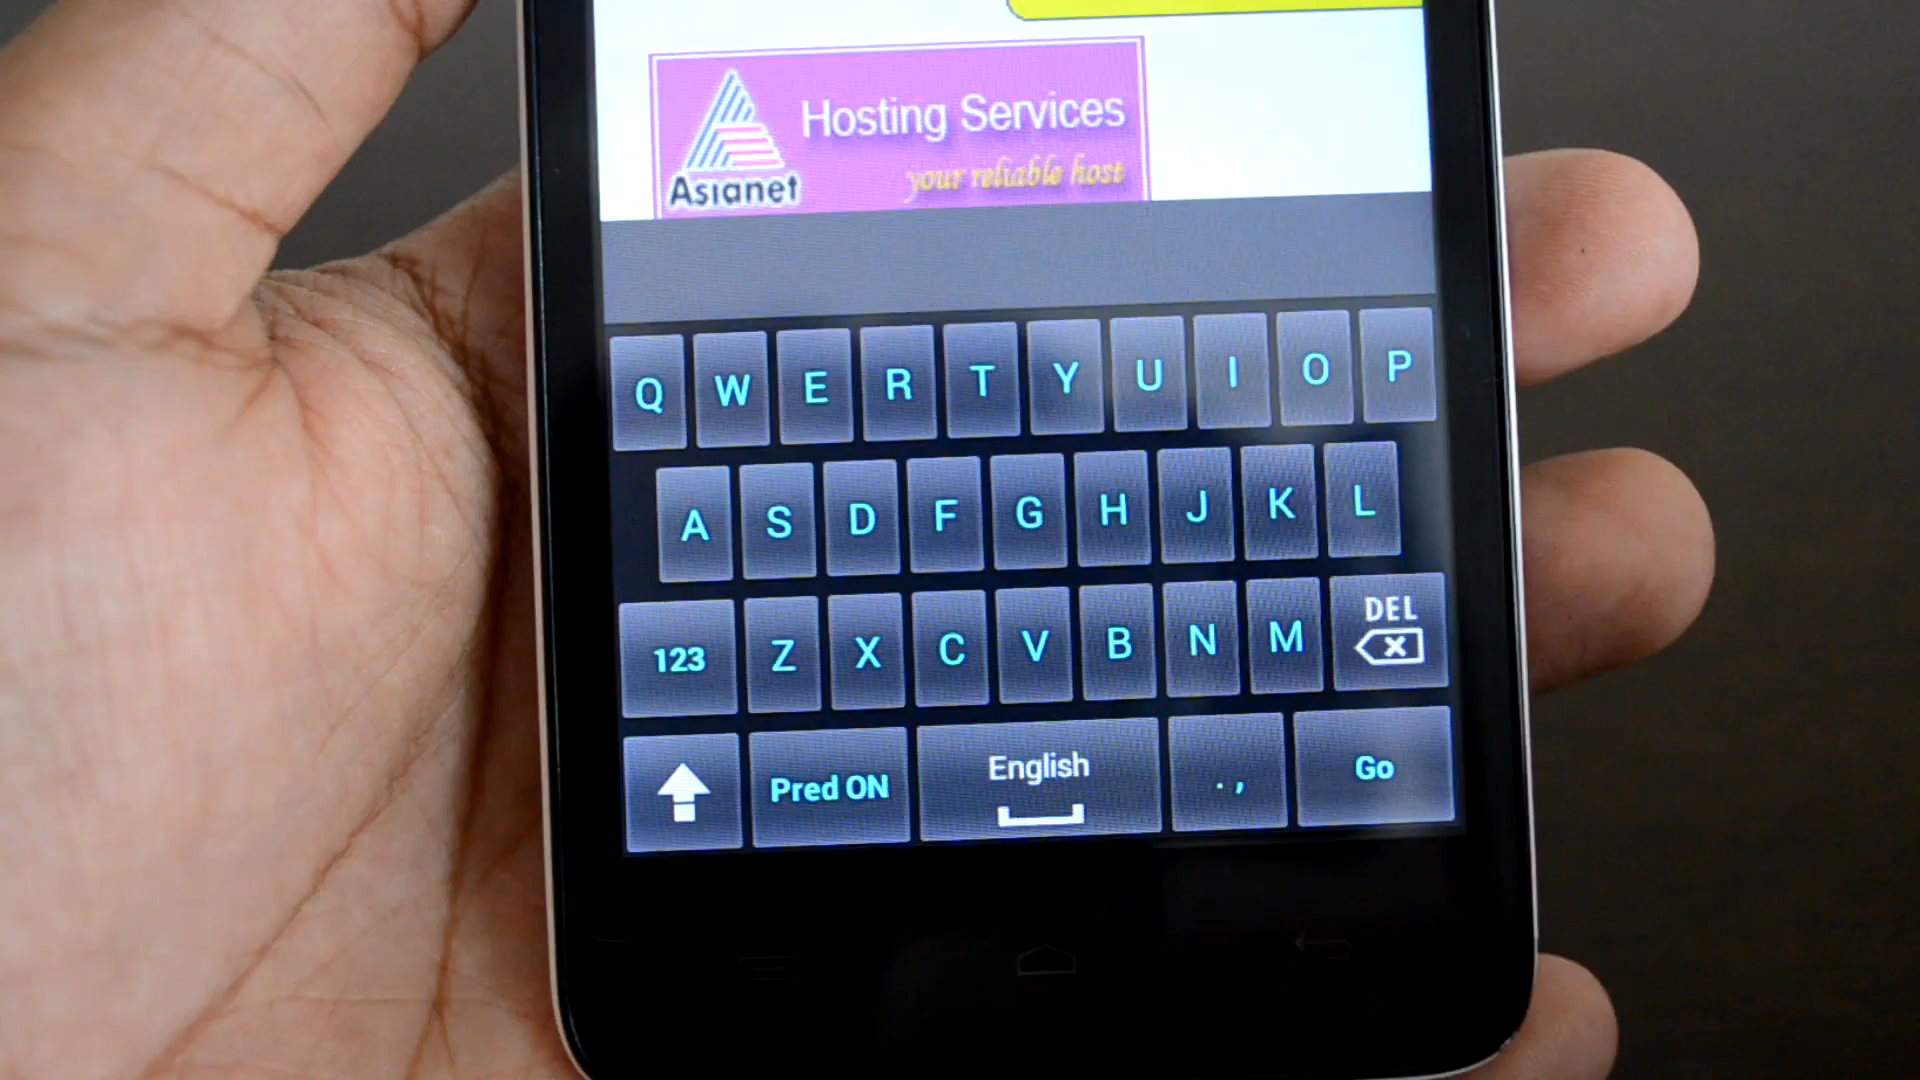 Hosting Services
your reliable host
Asianet
Q W E R T Y U I O P
A S D F G H J K L
123 Z X C V B N M DEL
Pred ON English . , Go